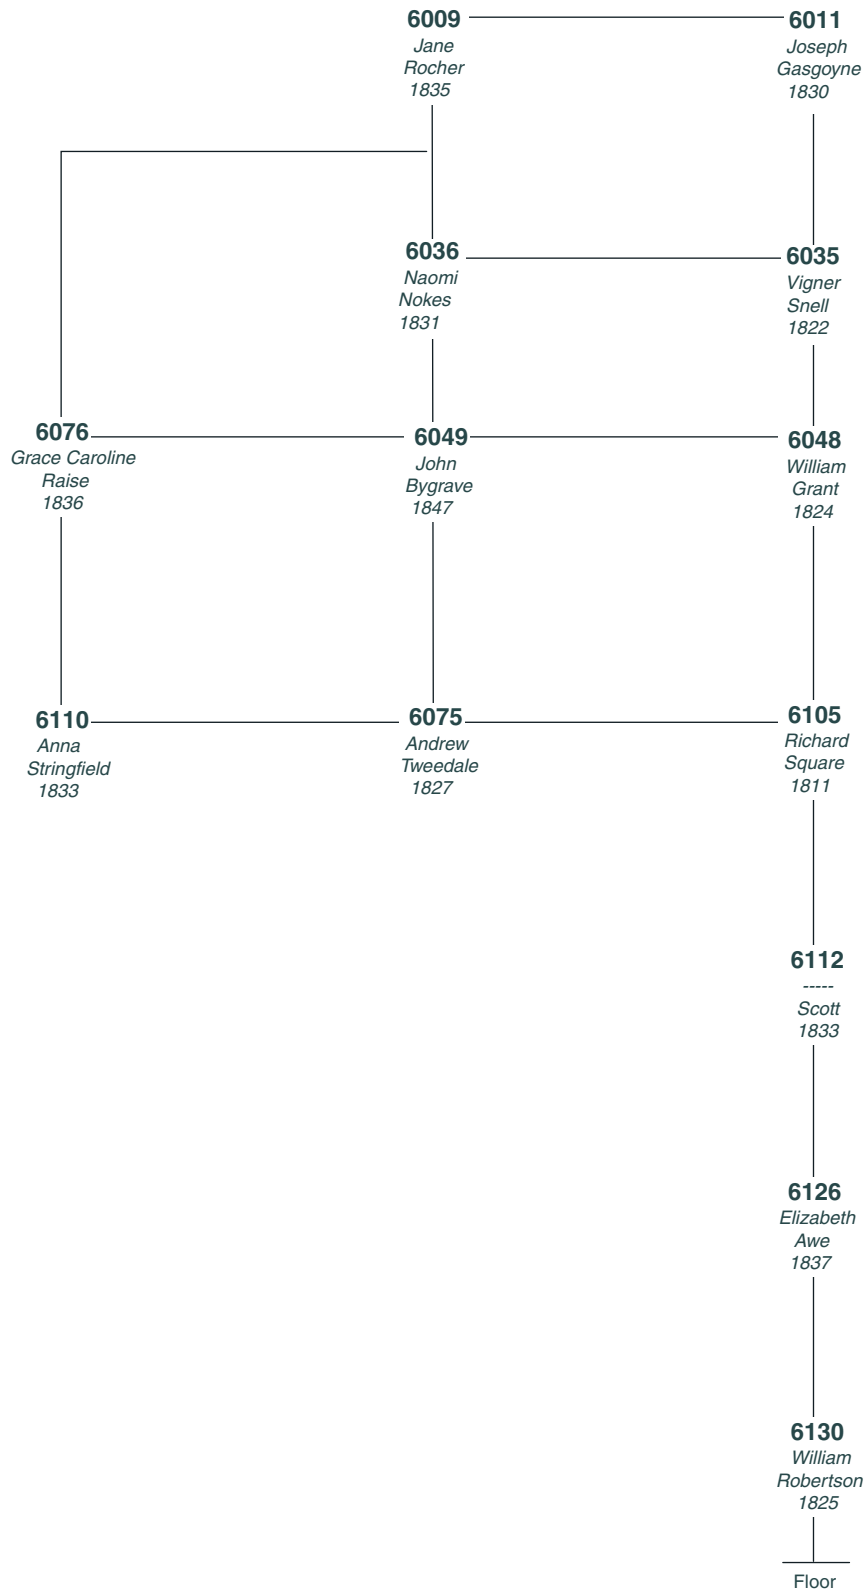 6009
Jane
Rocher
1835
6011
Joseph
Gasgoyne
1830
6036
Naomi
Nokes
1831
6035
Vigner
Snell
1822
6076
Grace Caroline
Raise
1836
6049
John
Bygrave
1847
6048
William
Grant
1824
6110
Anna
Stringfield
1833
6075
Andrew
Tweedale
1827
6105
Richard
Square
1811
6112
-----
Scott
1833
6126
Elizabeth
Awe
1837
6130
William
Robertson
1825
Floor